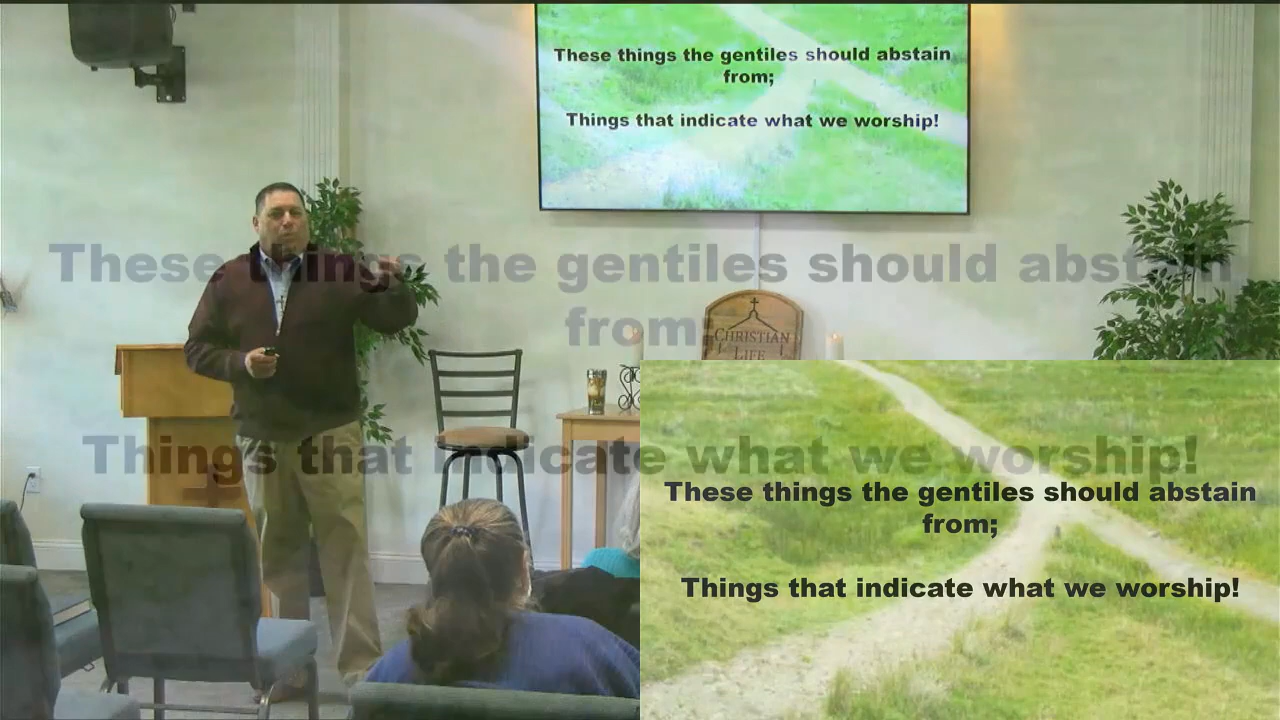 These things the gentiles should abstain
from;
Things that indicate what we worship!
These things the gentiles should abstain
from;
Things that indicate what we worship!
CHRISTIAN
LIFE
These things the gentiles should abstain
from;
Things that indicate what we worship!